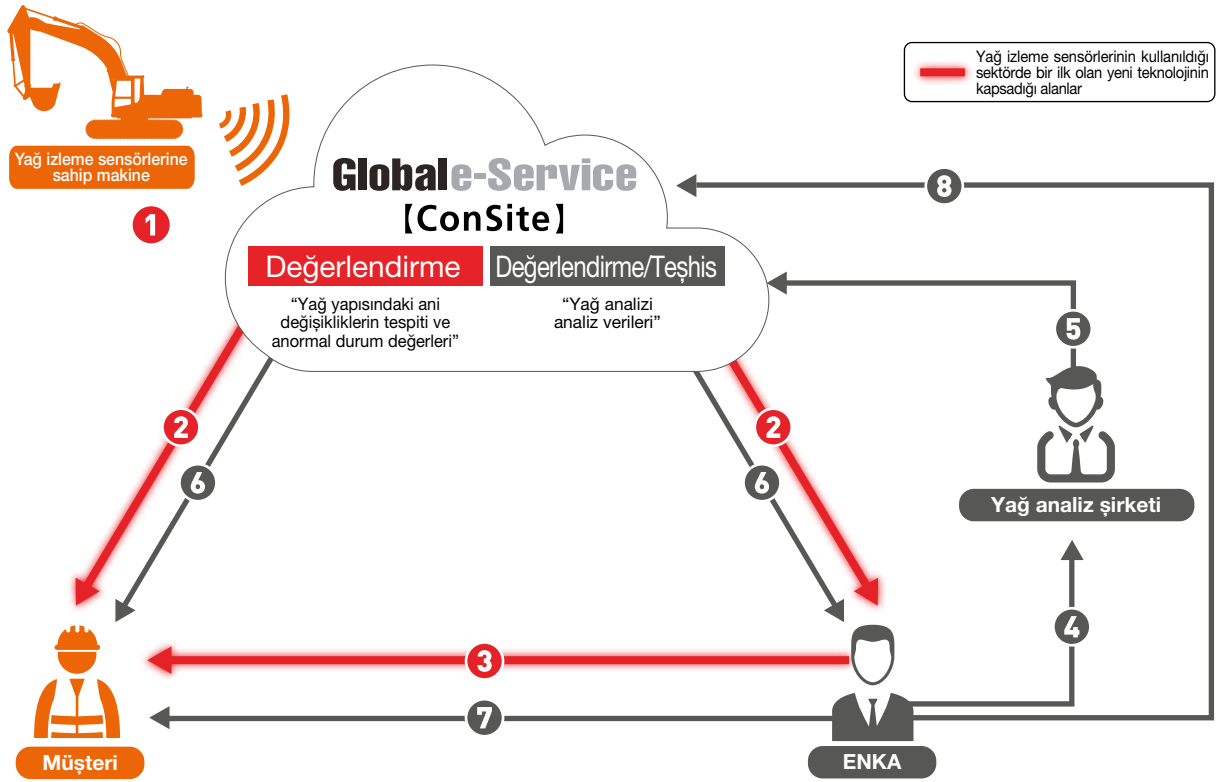 Yağ izleme sensörlerinin kullanıldığı
sektörde bir ilk olan yeni teknolojinin
kapsadığı alanlar
Yağ izleme sensörlerine
sahip makine
1
Global e-Service
【ConSite】
Değerlendirme
Değerlendirme/Teşhis
“Yağ yapısındaki ani
değişikliklerin tespiti ve
anormal durum değerleri”
“Yağ analizi
analiz verileri”
8
5
2
2
6
6
Yağ analiz şirketi
4
3
7
Müşteri
ENKA